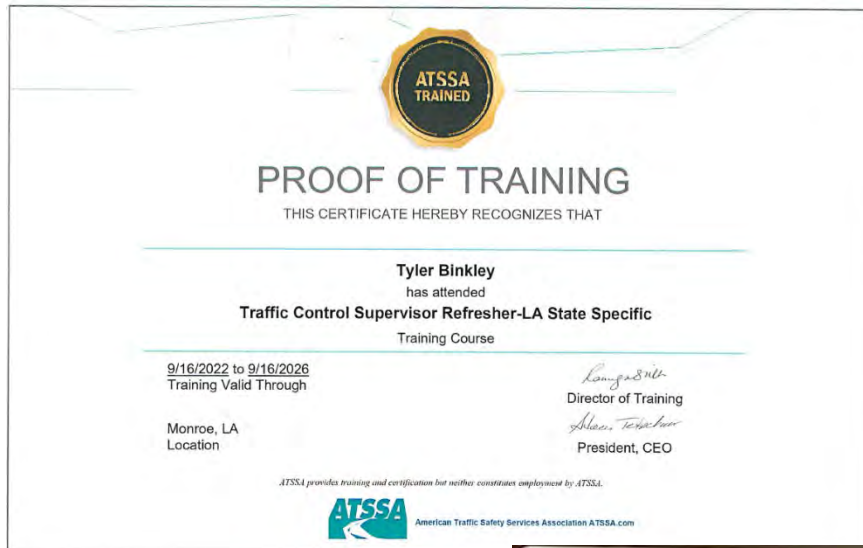 ATSSA
TRAINED
PROOF OF TRAINING
THIS CERTIFICATE HEREBY RECOGNIZES THAT
Tyler Binkley
has attended
Traffic Control Supervisor Refresher-LA State Specific
Training Course
9/16/2022 to 9/16/2026
Training Valid Through
Director of Training
Monroe, LA
Location
President, CEO
ATSSA provides training and certification but neither constitutes employment by ATSSA.
ATSSA
American Traffic Safety Services Association ATSSA.com